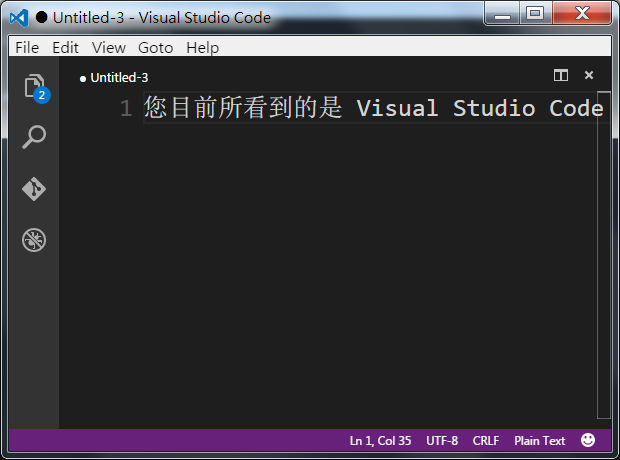 ● Untitled-3 - Visual Studio Code
File Edit View Goto Help
2
● Untitled-3
1 您目前所看到的是 Visual Studio Code
Ln 1, Col 35 UTF-8 CRLF Plain Text